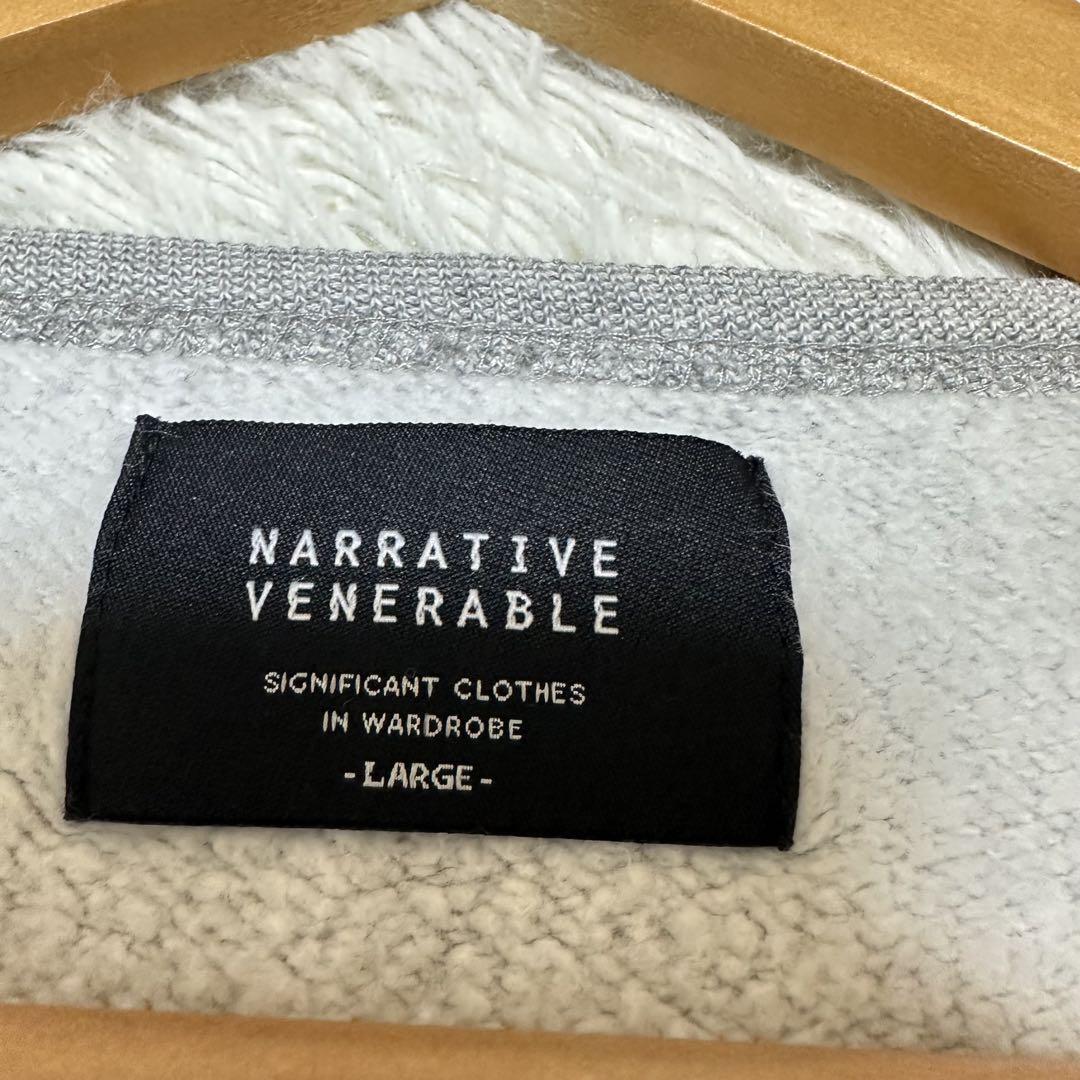 NARRATIVE
VENERABLE
SIGNIFICANT CLOTHES
IN WARDROBE
-LARGE-